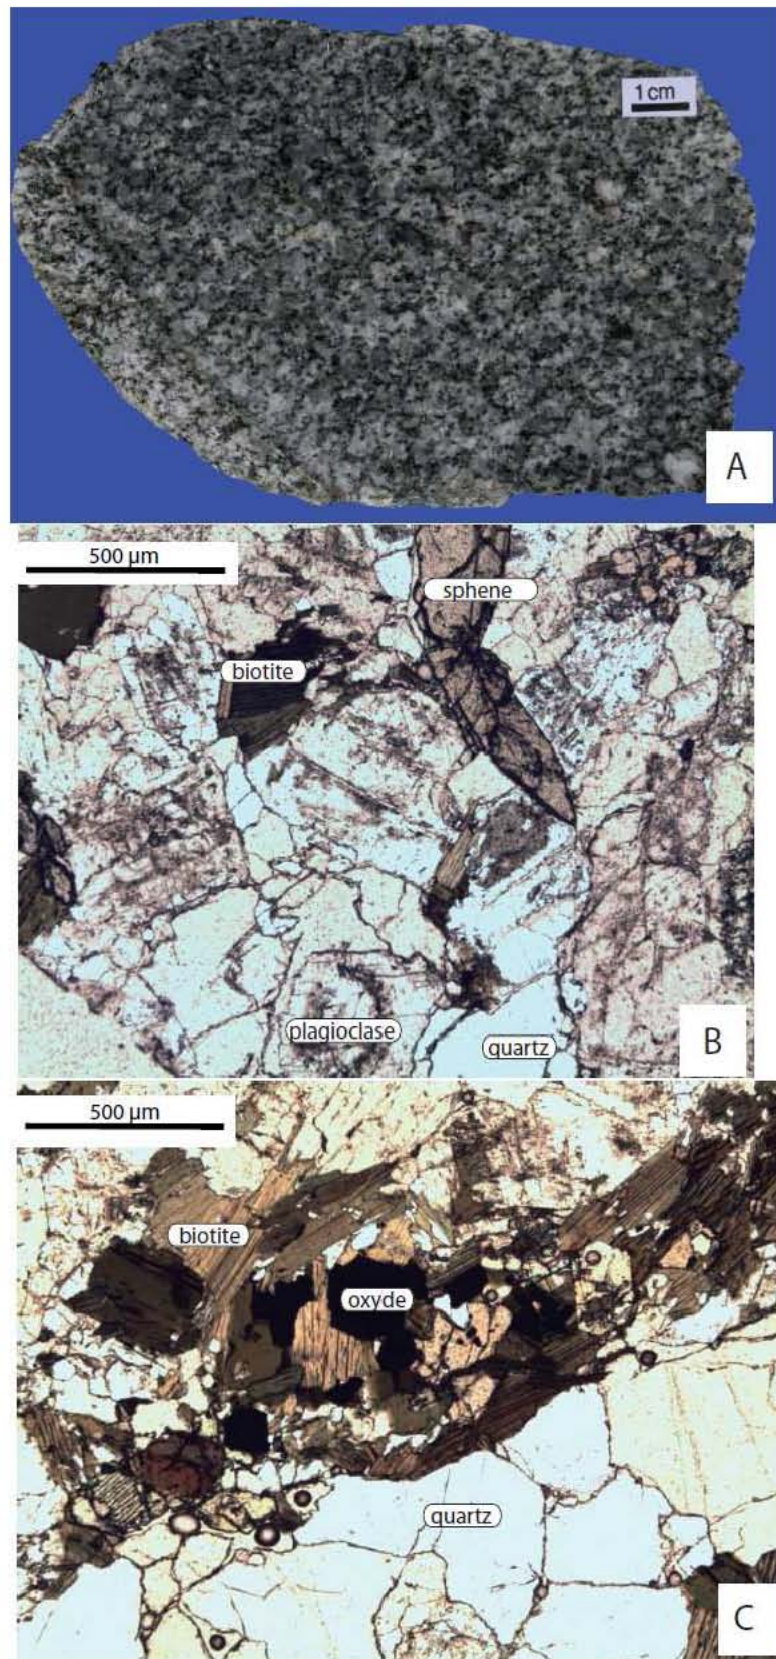 1 cm
A
500 µm
sphene
biotite
plagioclase
quartz
B
500 µm
biotite
oxyde
quartz
C